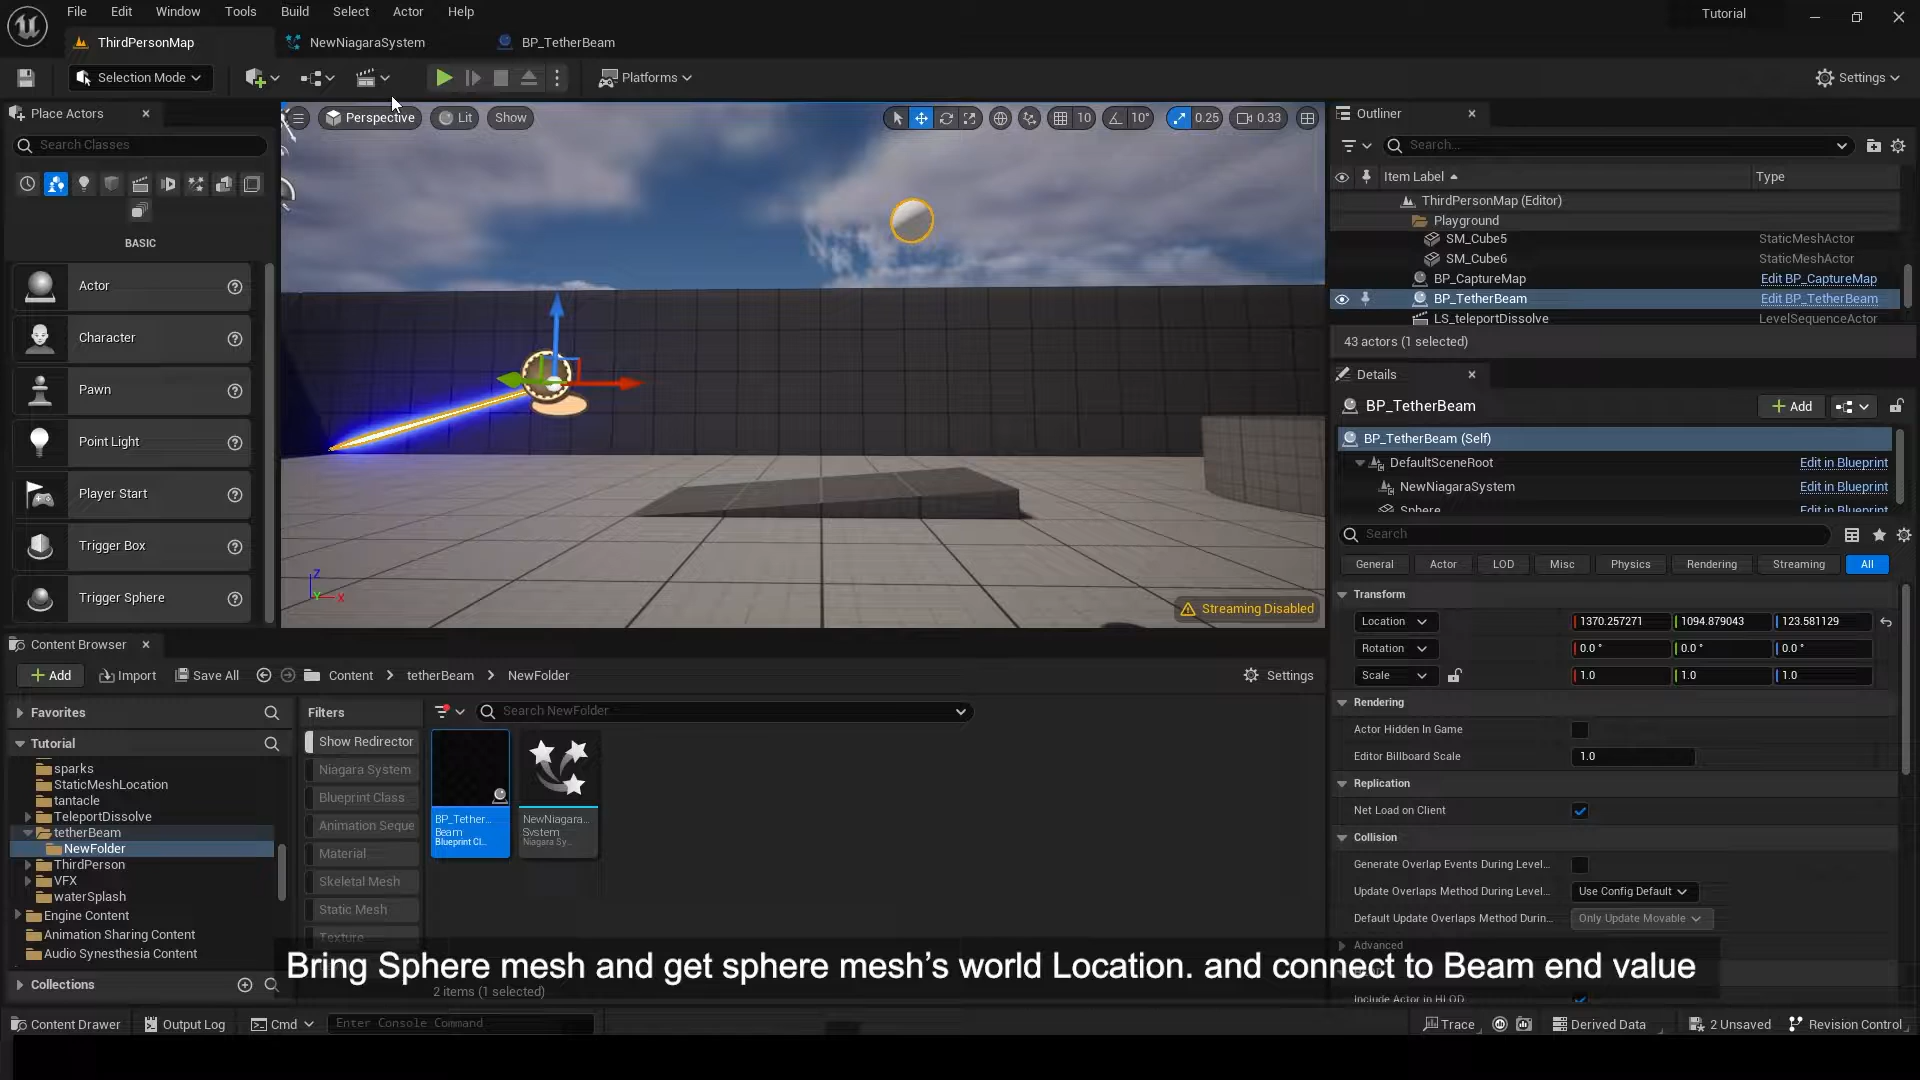 File Edit Window Tools Build Select Actor Help
Tutorial
ThirdPersonMap
NewNiagaraSystem
BP_TetherBeam
Selection Mode
Platforms
Settings
Place Actors
Search Classes
BASIC
Actor
Character
Pawn
Point Light
Player Start
Trigger Box
Trigger Sphere
Perspective
Lit
Show
10
10°
0.25
0.33
Z
Y
X
Streaming Disabled
Outliner
Search...
Item Label
Type
ThirdPersonMap (Editor)
Playground
SM_Cube5 StaticMeshActor
SM_Cube6 StaticMeshActor
BP_CaptureMap Edit BP_CaptureMap
BP_TetherBeam Edit BP_TetherBeam
LS_teleportDissolve LevelSequenceActor
43 actors (1 selected)
Details
BP_TetherBeam
Add
BP_TetherBeam (Self)
DefaultSceneRoot Edit in Blueprint
NewNiagaraSystem Edit in Blueprint
Sphere Edit in Blueprint
Search
General Actor LOD Misc Physics Rendering Streaming All
Transform
Location 1370.257271 1094.879043 123.581129
Rotation 0.0 ° 0.0 ° 0.0 °
Scale 1.0 1.0 1.0
Rendering
Actor Hidden In Game
Editor Billboard Scale 1.0
Replication
Net Load on Client
Collision
Generate Overlap Events During Level...
Update Overlaps Method During Level... Use Config Default
Default Update Overlaps Method Durin... Only Update Movable
Advanced
Include Actor in HLOD
Content Browser
Add
Import
Save All
Content
tetherBeam
NewFolder
Settings
Favorites
Tutorial
sparks
StaticMeshLocation
tantacle
TeleportDissolve
tetherBeam
NewFolder
ThirdPerson
VFX
waterSplash
Engine Content
Animation Sharing Content
Audio Synesthesia Content
Collections
Filters
Show Redirector
Niagara System
Blueprint Class
Animation Seque
Material
Skeletal Mesh
Static Mesh
Texture
Search NewFolder
BP_Tether...
Beam
Blueprint Cl...
NewNiagara...
System
Niagara Sy...
Bring Sphere mesh and get sphere mesh’s world Location. and connect to Beam end value
2 items (1 selected)
Content Drawer
Output Log
Cmd
Enter Console Command
Trace
Derived Data
2 Unsaved
Revision Control